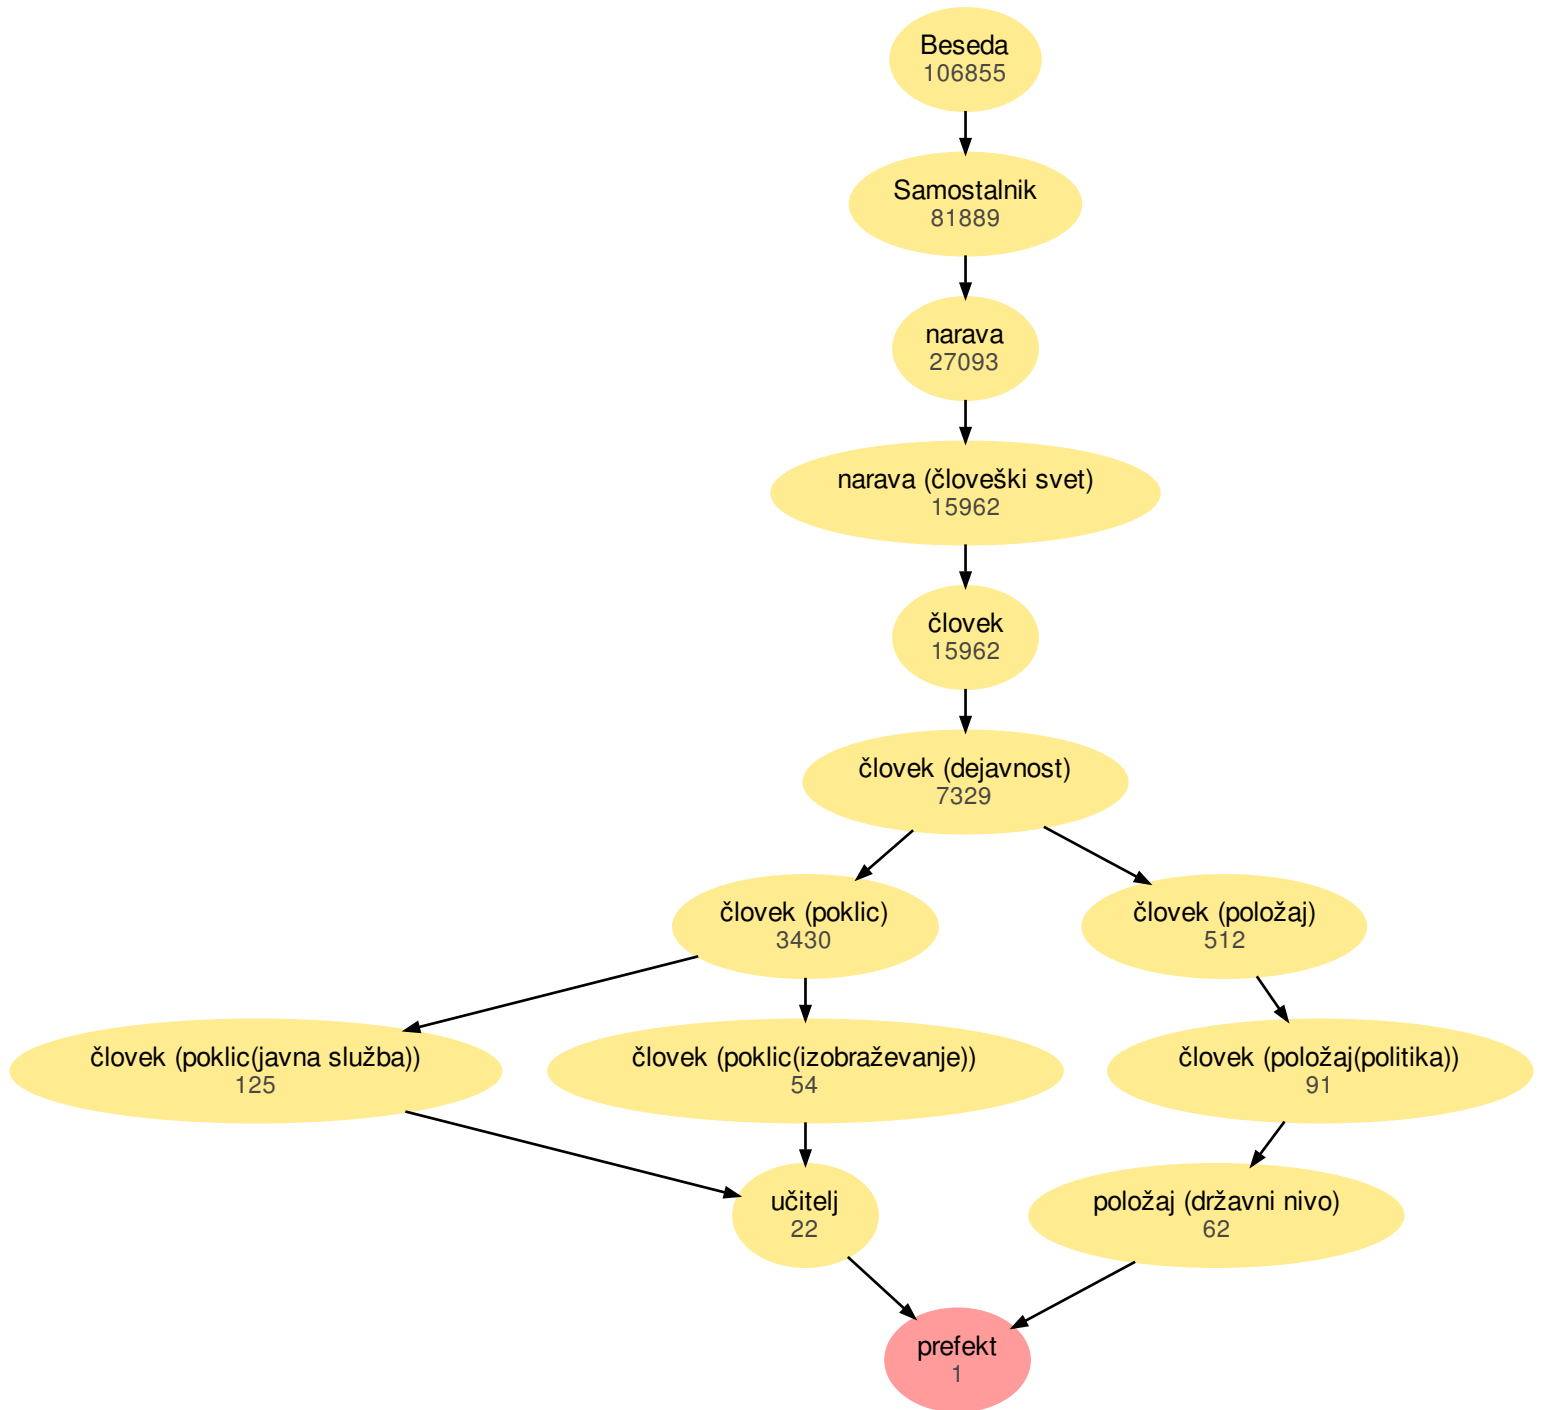 Beseda
106855
Samostalnik
81889
narava
27093
narava (človeški svet)
15962
človek
15962
človek (dejavnost)
7329
človek (poklic)
3430
človek (položaj)
512
človek (poklic(javna služba))
125
človek (poklic(izobraževanje))
54
človek (položaj(politika))
91
učitelj
22
položaj (državni nivo)
62
prefekt
1